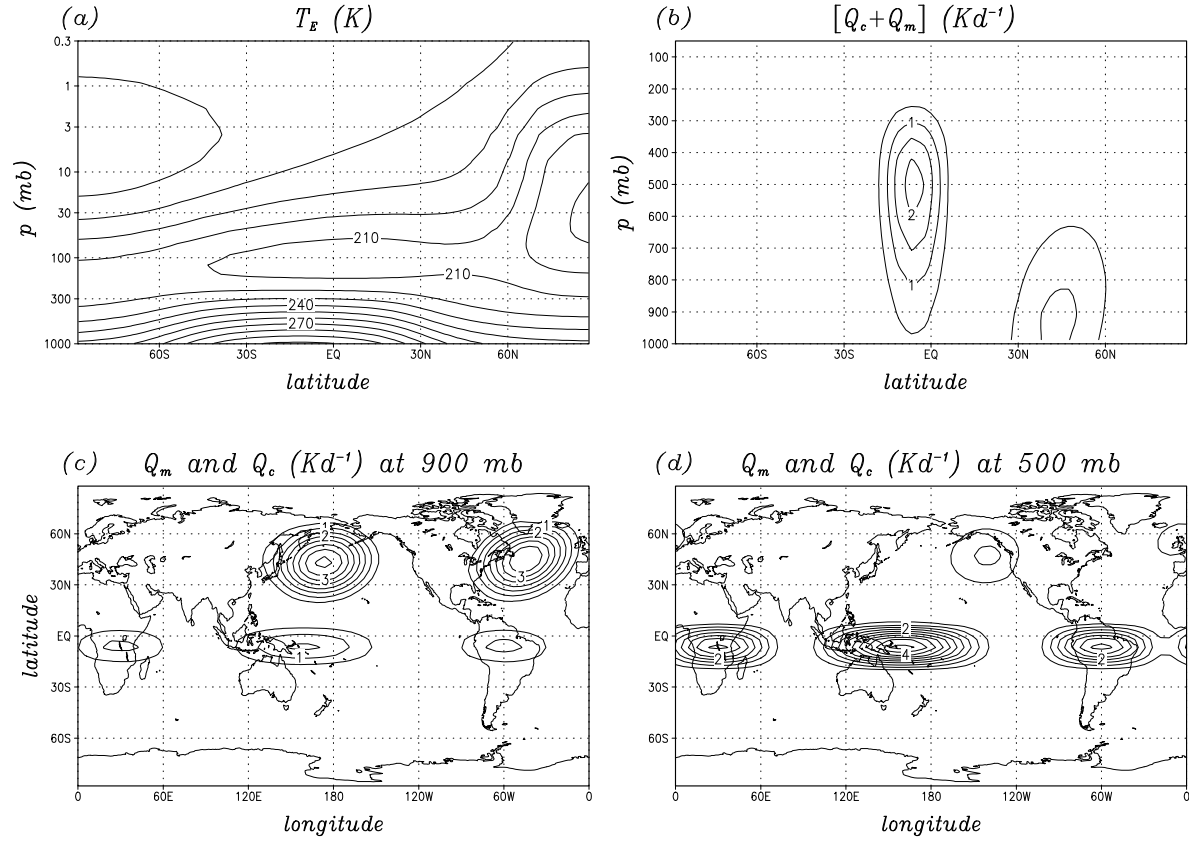 (a) T_E (K)
0.3
1
3
10
30
100
300
1000
p (mb)
210
210
240
270
60S 30S EQ 30N 60N
latitude
(b) [Q_c+Q_m] (Kd⁻¹)
100
200
300
400
500
600
700
800
900
1000
p (mb)
1
2
1
60S 30S EQ 30N 60N
latitude
(c) Q_m and Q_c (Kd⁻¹) at 900 mb
60N
30N
EQ
30S
60S
latitude
1
2
3
1
2
3
1
0 60E 120E 180 120W 60W 0
longitude
(d) Q_m and Q_c (Kd⁻¹) at 500 mb
60N
30N
EQ
30S
60S
2
2
4
2
0 60E 120E 180 120W 60W 0
longitude